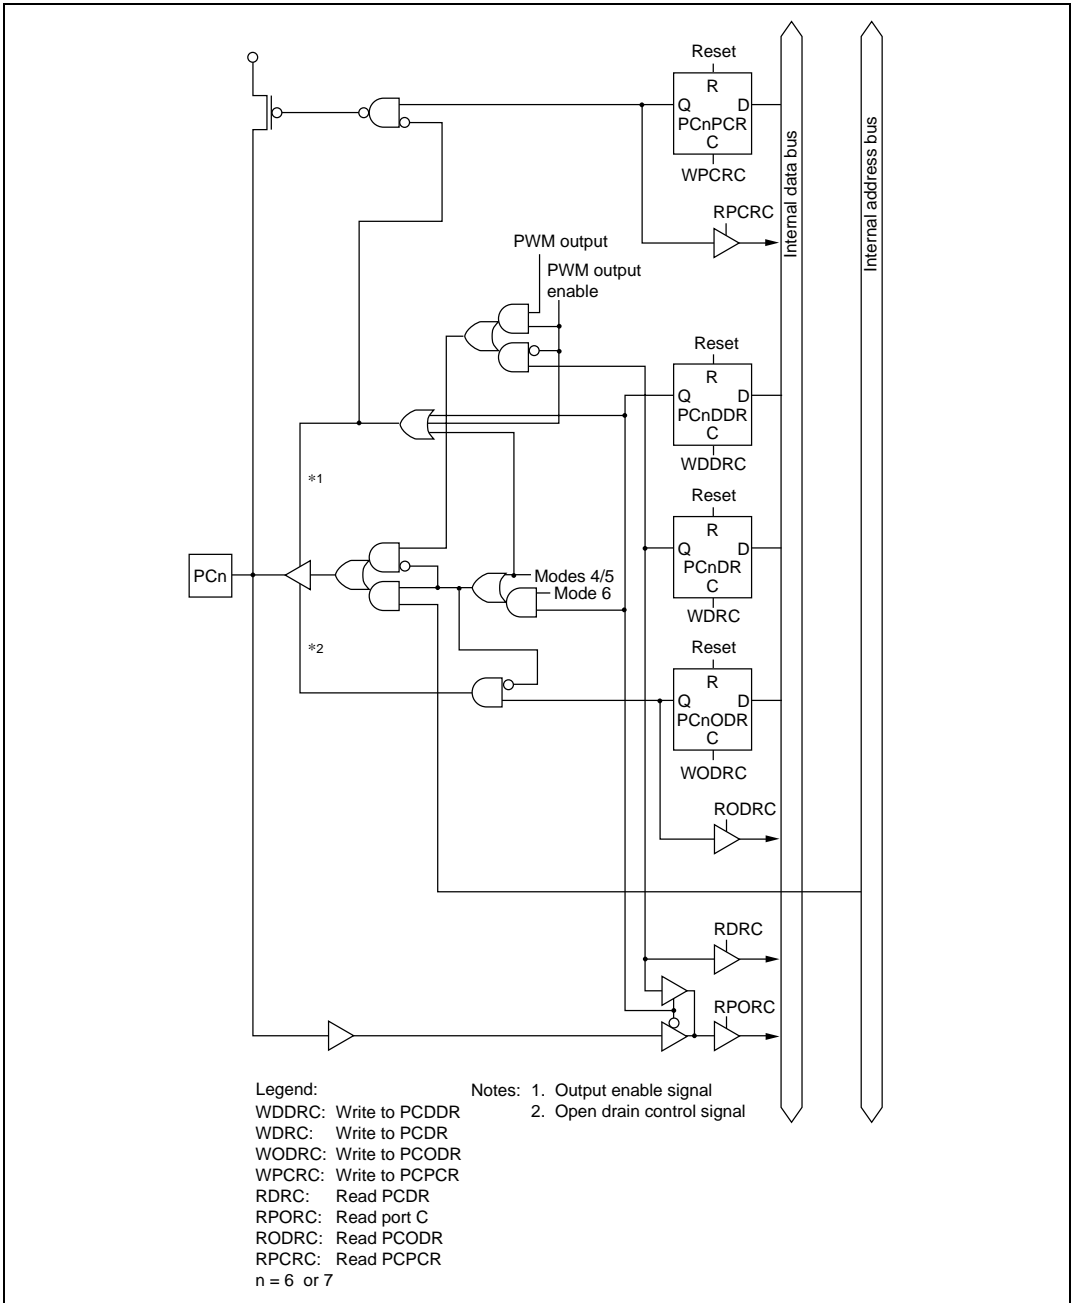 Reset
R
Q D
PCnPCR
C
WPCRC
RPCRC
Internal data bus
Internal address bus
PWM output
PWM output
enable
Reset
R
Q D
PCnDDR
C
WDDRC
*1
Reset
R
Q D
PCnDR
C
WDRC
PCn
Modes 4/5
Mode 6
*2
Reset
R
Q D
PCnODR
C
WODRC
RODRC
RDRC
RPORC
Legend:
WDDRC: Write to PCDDR
WDRC: Write to PCDR
WODRC: Write to PCODR
WPCRC: Write to PCPCR
RDRC: Read PCDR
RPORC: Read port C
RODRC: Read PCODR
RPCRC: Read PCPCR
n = 6 or 7
Notes: 1. Output enable signal
2. Open drain control signal